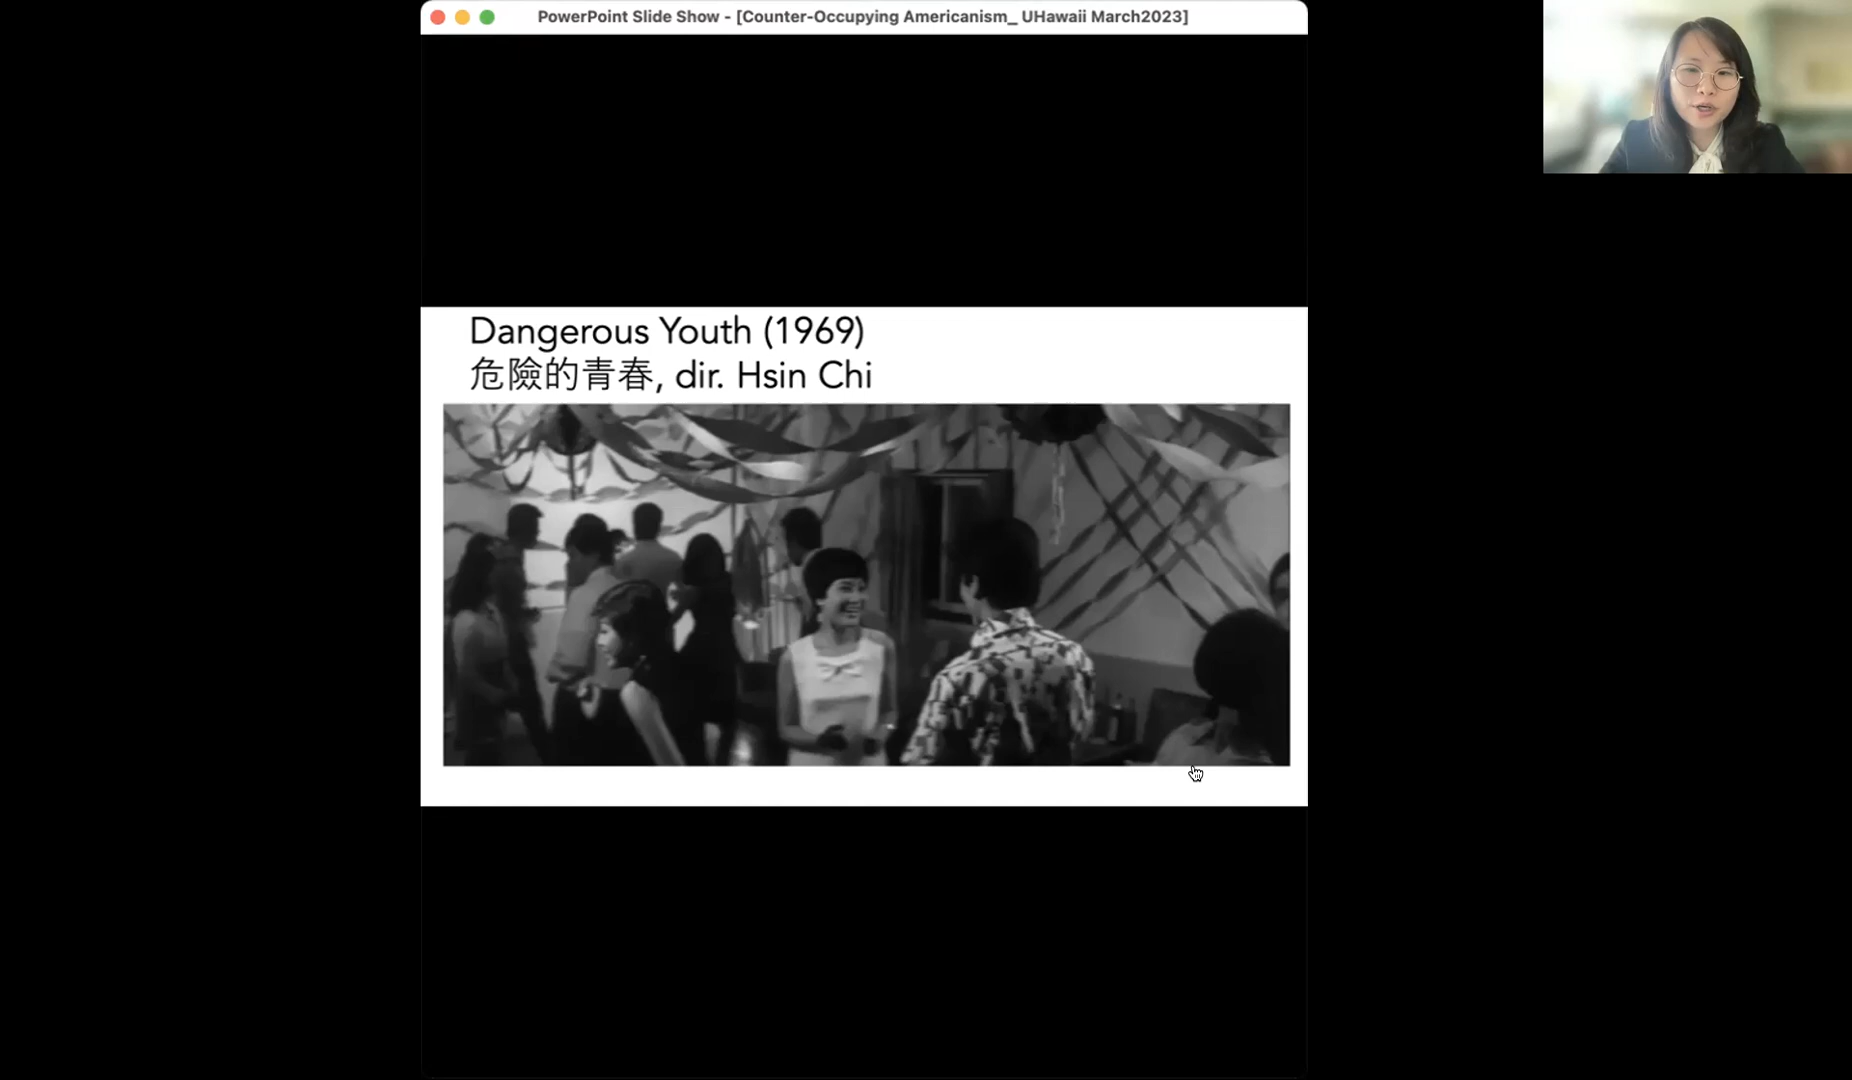 PowerPoint Slide Show - [Counter-Occupying Americanism_ UHawaii March2023]
Dangerous Youth (1969)
危險的青春, dir. Hsin Chi